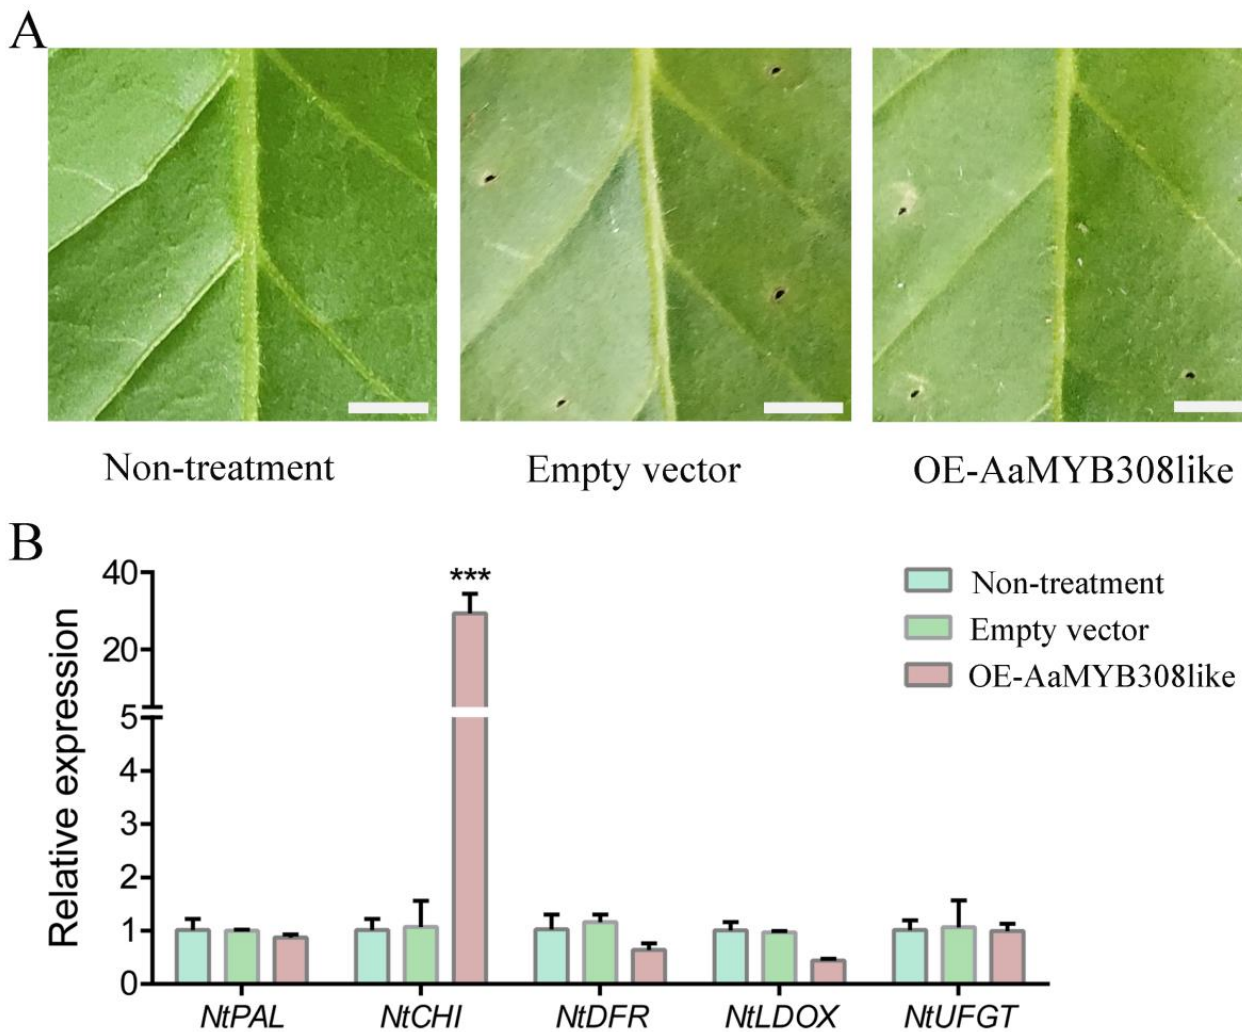 A
Non-treatment
Empty vector
OE-AaMYB308like
B
Relative expression
40
20
5
4
3
2
1
0
***
Non-treatment
Empty vector
OE-AaMYB308like
NtPAL
NtCHI
NtDFR
NtLDOX
NtUFGT